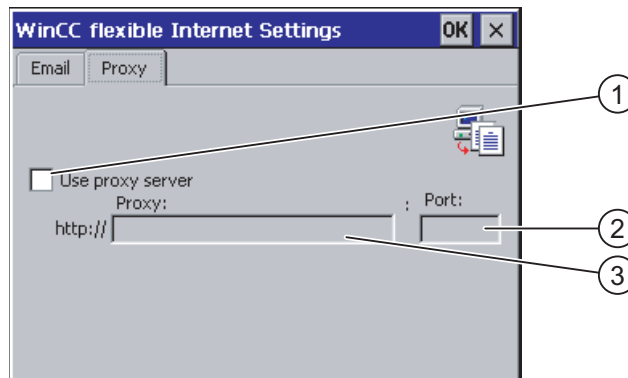 WinCC flexible Internet Settings OK ×
Email Proxy
1
Use proxy server
Proxy: : Port:
http://
2
3